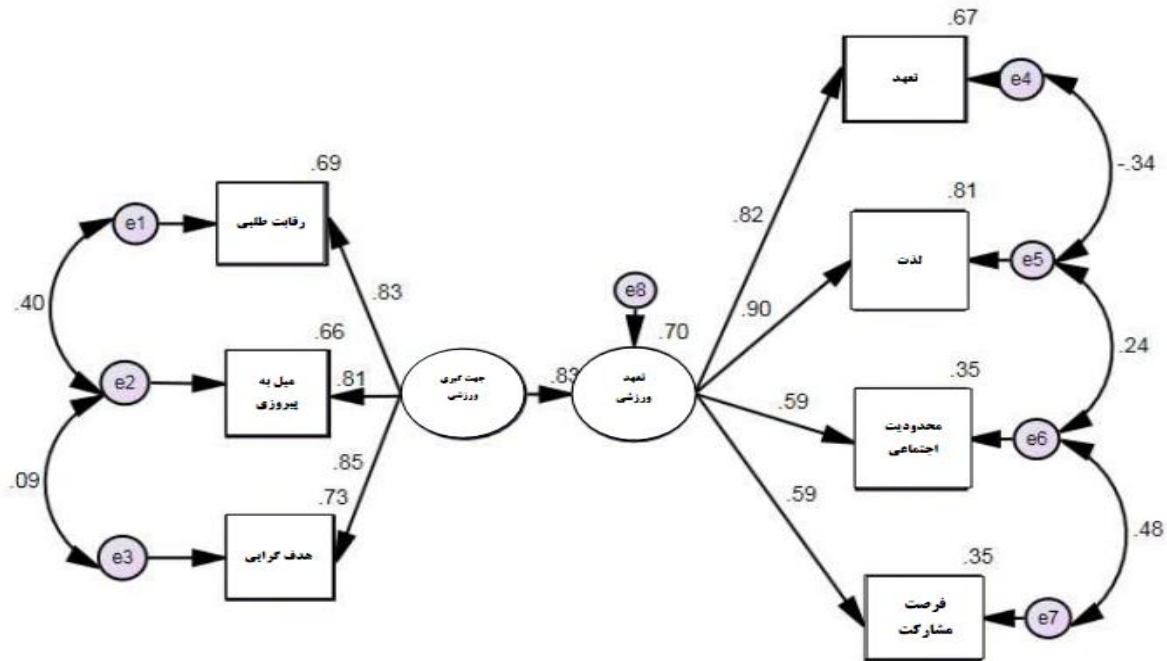 .67
تعهد
e4
-.34
.69
رقابت طلبی
e1
.82
.81
لذت
e5
.83
e8
.90
.40
.70
.24
.66
میل به
پیروزی
e2
.81
جهت گیری
ورزشی
.83
تعهد
ورزشی
.35
.59
محدودیت
اجتماعی
e6
.85
.09
.73
.59
.48
هدف گرایی
e3
.35
فرصت
مشارکت
e7